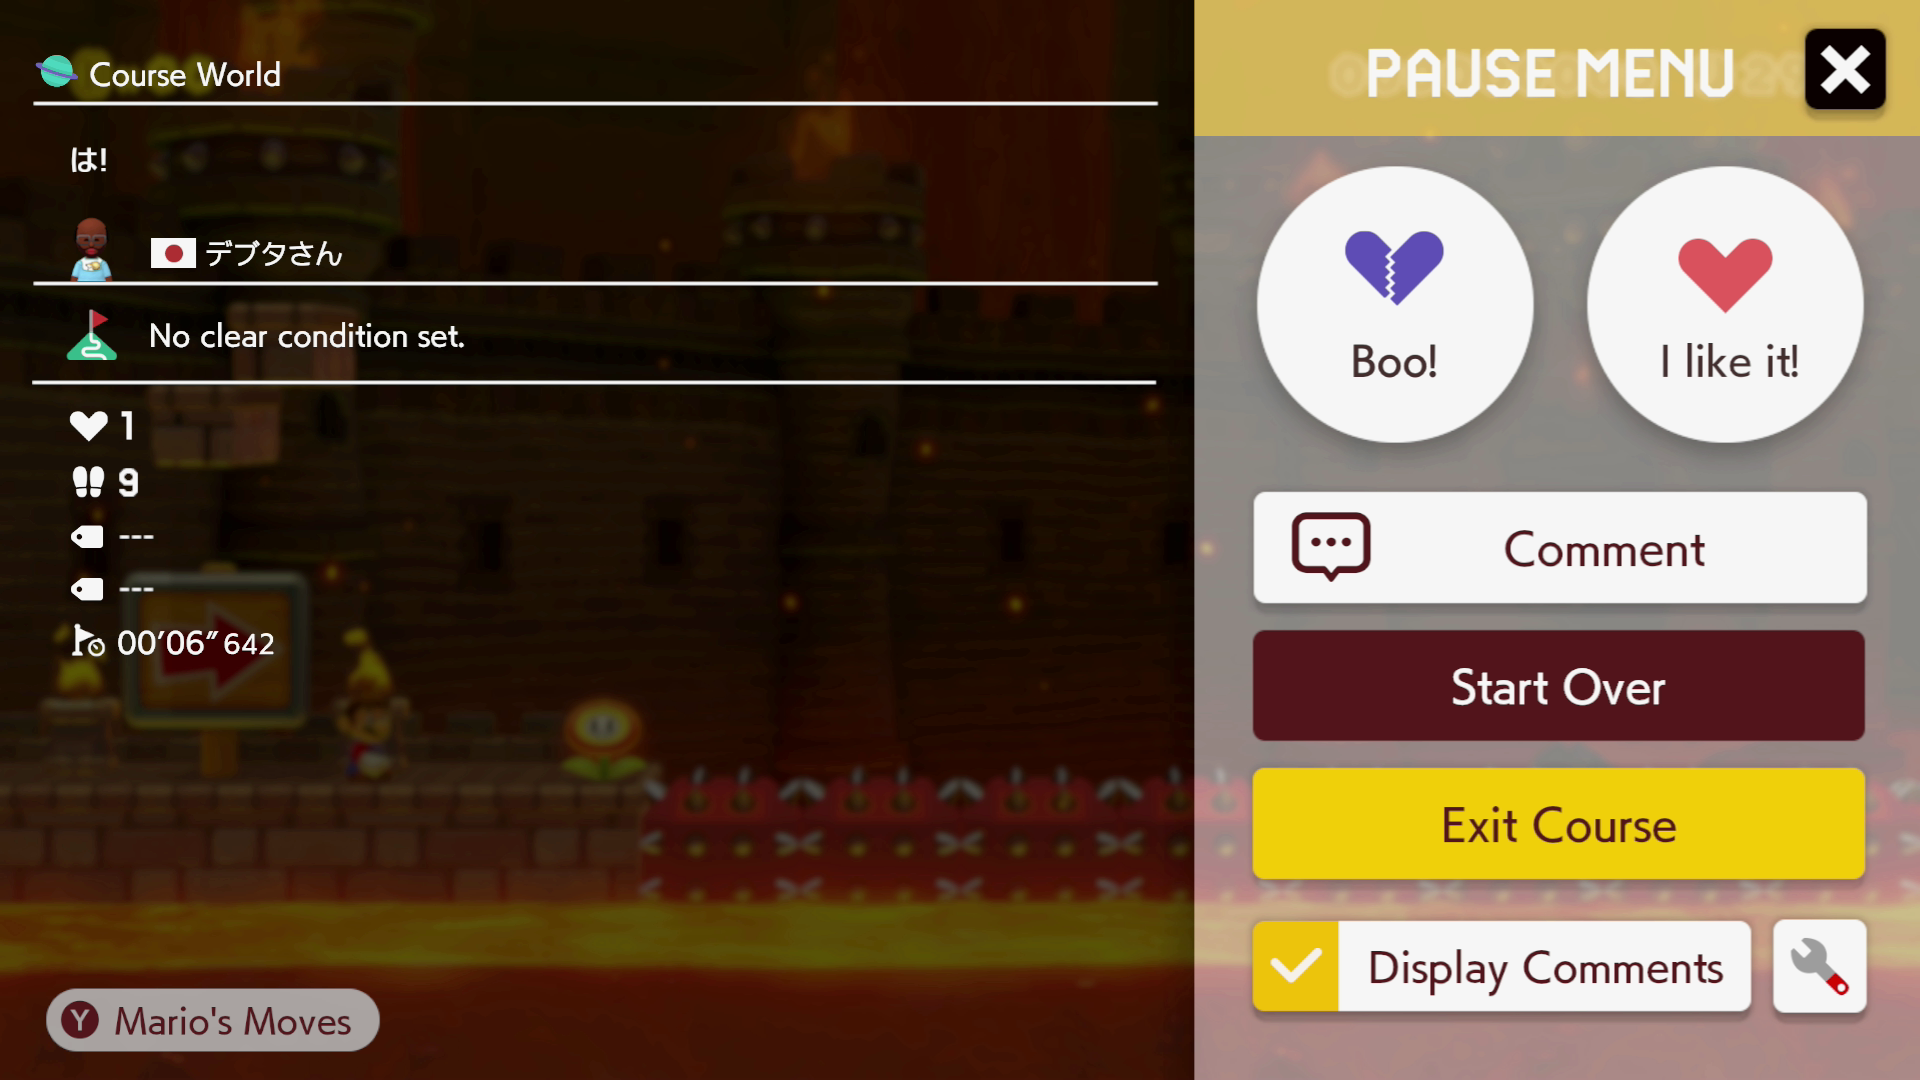 Course World
は!
デブタさん
No clear condition set.
1
9
---
---
00'06"642
Y Mario's Moves
PAUSE MENU
Boo!
I like it!
Comment
Start Over
Exit Course
Display Comments